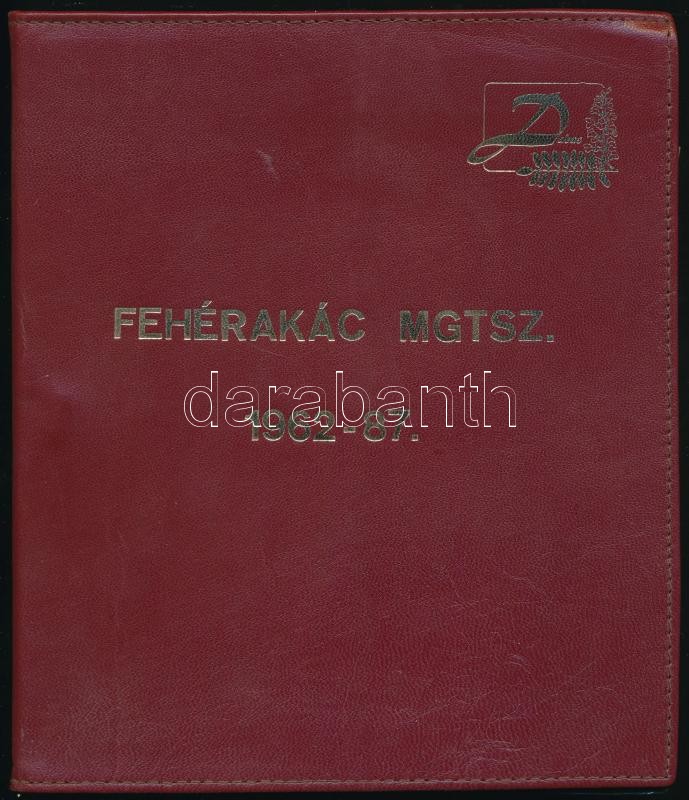 FEHÉRAKÁC MGTSZ.
darabanth
1962-87.